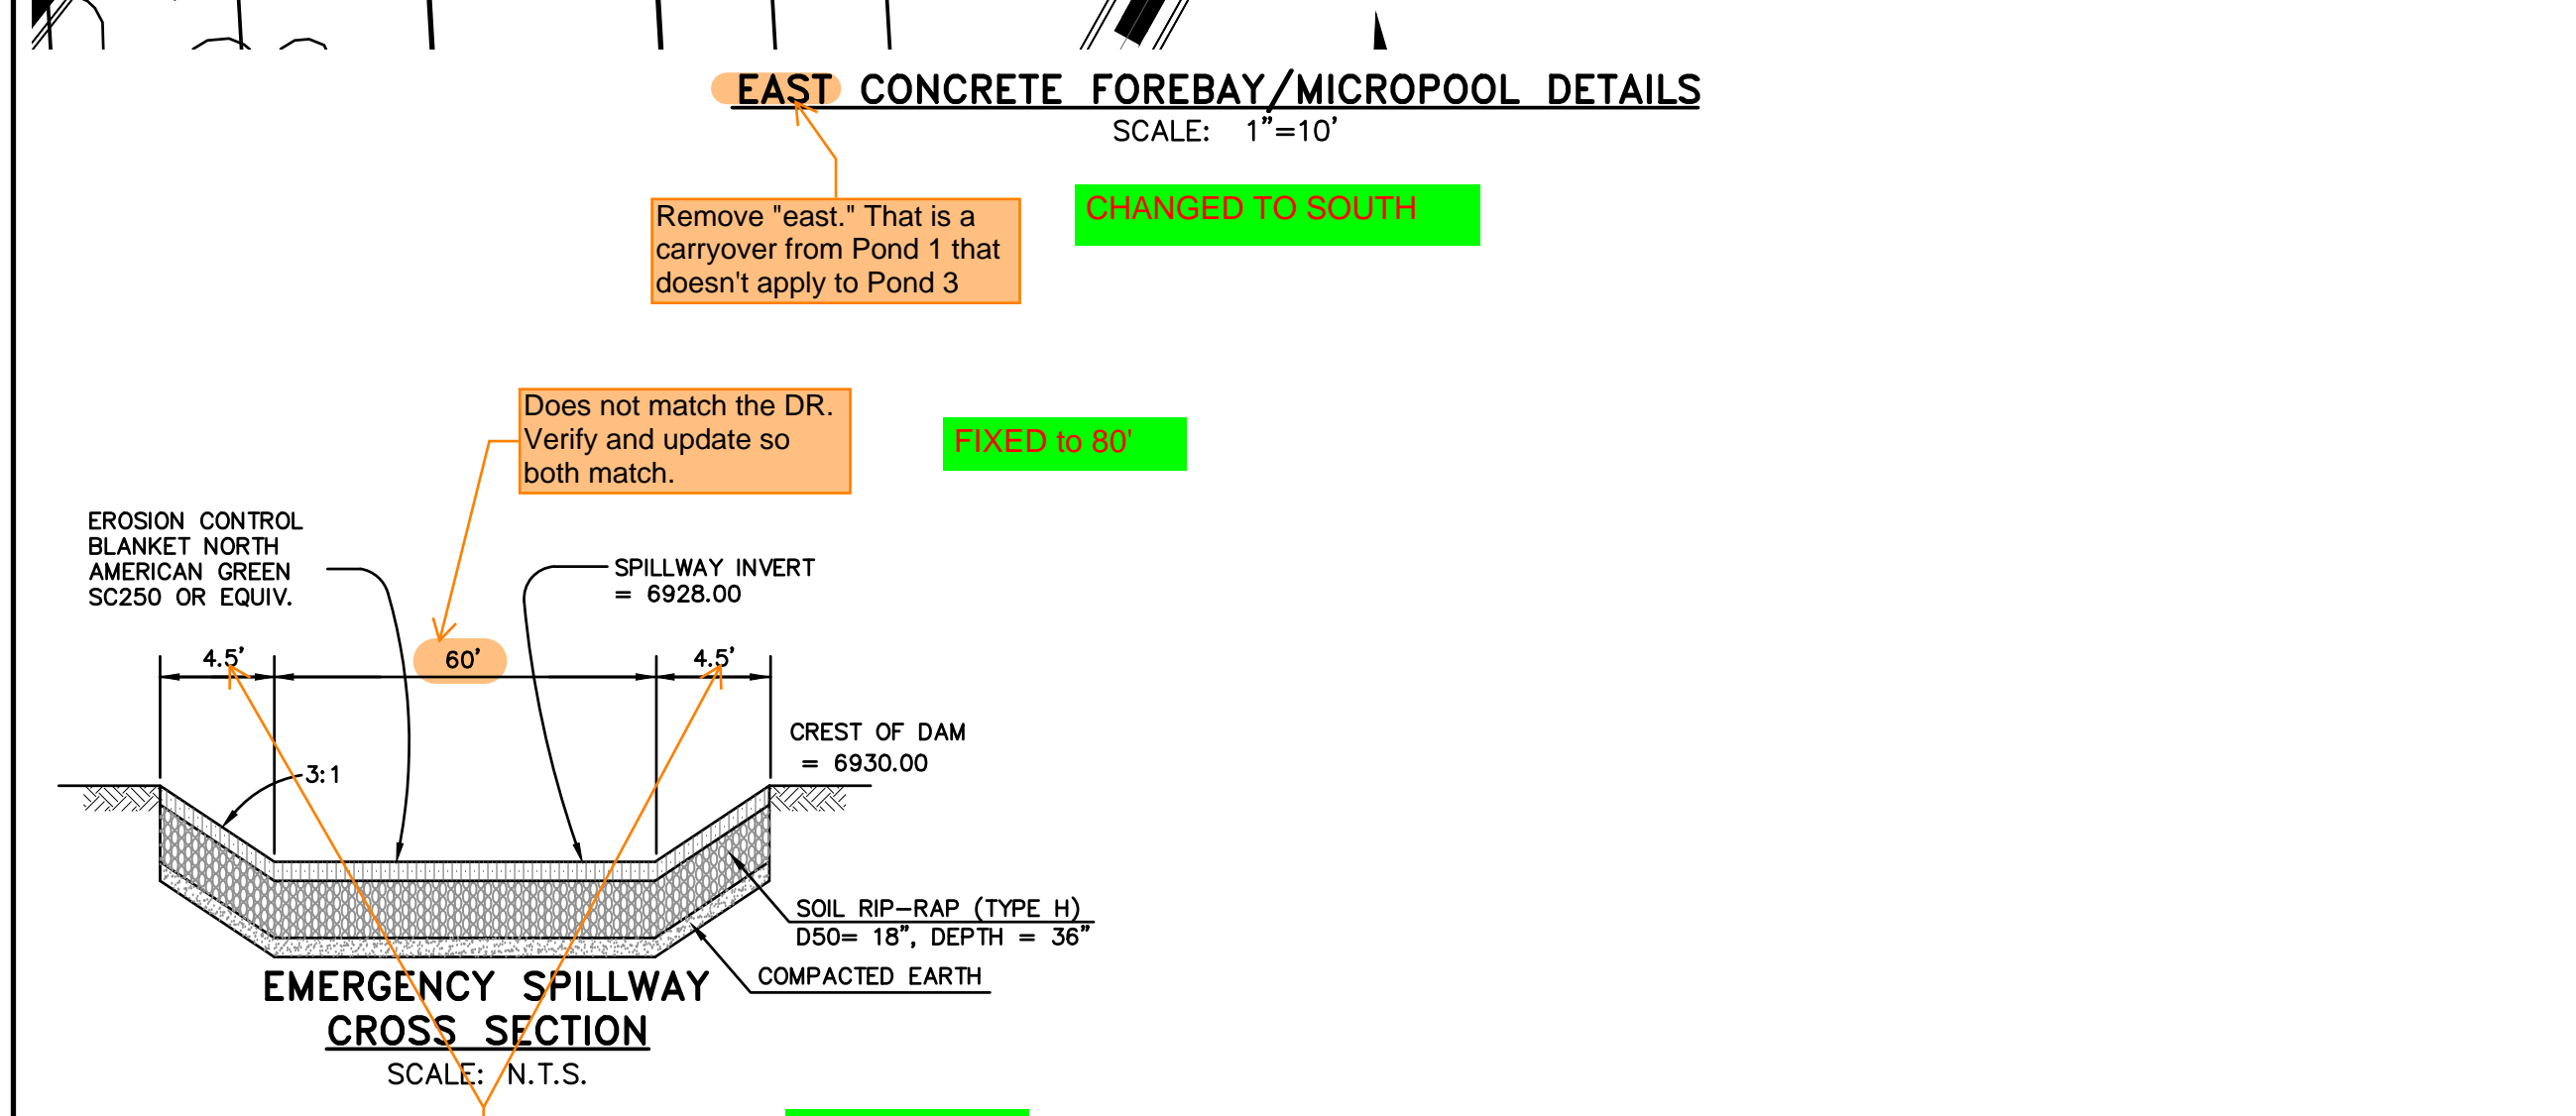 EAST CONCRETE FOREBAY/MICROPOOL DETAILS
SCALE: 1"=10'
Remove "east." That is a
carryover from Pond 1 that
doesn't apply to Pond 3
CHANGED TO SOUTH
Does not match the DR.
Verify and update so
both match.
FIXED to 80'
EROSION CONTROL
BLANKET NORTH
AMERICAN GREEN
SC250 OR EQUIV.
SPILLWAY INVERT
= 6928.00
4.5'
60'
4.5'
CREST OF DAM
= 6930.00
3:1
SOIL RIP-RAP (TYPE H)
D50= 18", DEPTH = 36"
COMPACTED EARTH
EMERGENCY SPILLWAY
CROSS SECTION
SCALE: N.T.S.